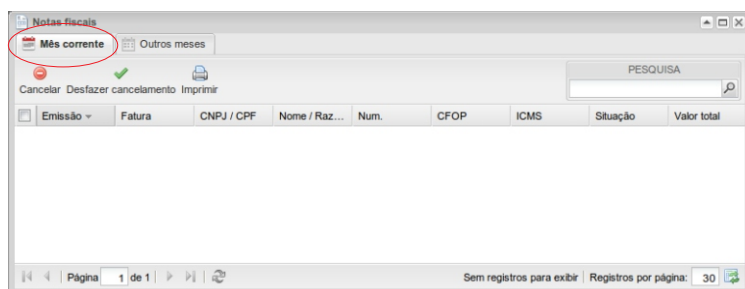 Notas fiscais
Mês corrente Outros meses
Cancelar Desfazer cancelamento Imprimir
PESQUISA
Emissão Fatura CNPJ / CPF Nome / Raz... Num. CFOP ICMS Situação Valor total
Página 1 de 1 Sem registros para exibir Registros por página: 30